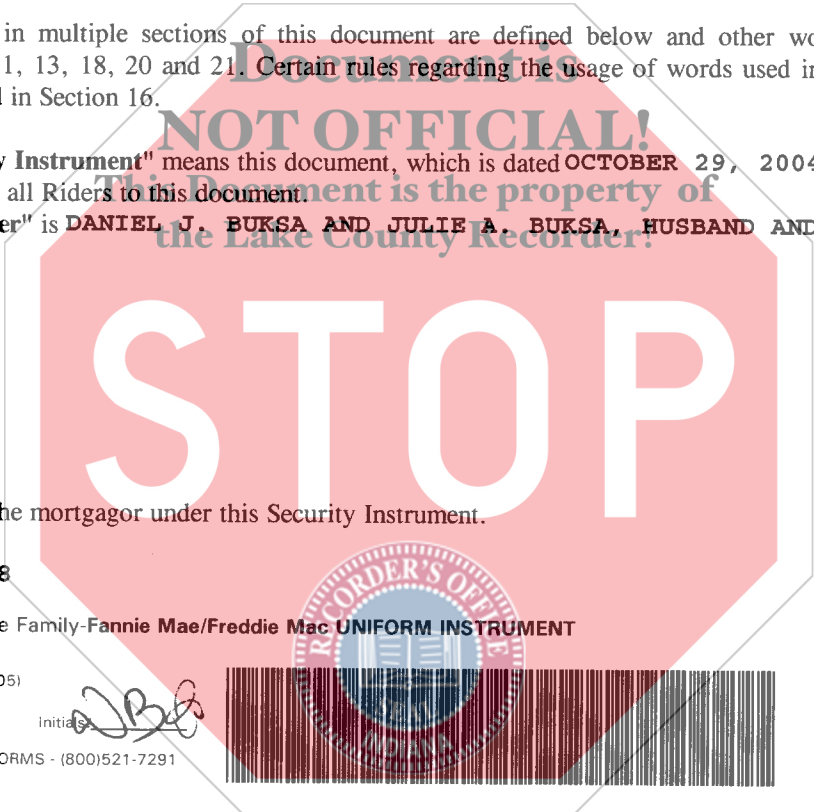 in multiple sections of this document are defined below and other wo
Document is
1, 13, 18, 20 and 21. Certain rules regarding the usage of words used in
in Section 16.
NOT OFFICIAL!
Instrument" means this document, which is dated OCTOBER 29, 2004
This Document is the property of
all Riders to this document.
er" is DANIEL J. BUKSA AND JULIE A. BUKSA, HUSBAND AND
the Lake County Recorder!
STOP
he mortgagor under this Security Instrument.
8
RECORDER'S OFFICE
e Family-Fannie Mae/Freddie Mac UNIFORM INSTRUMENT
05)
SEAL
Initials:
INDIANA
ORMS - (800)521-7291